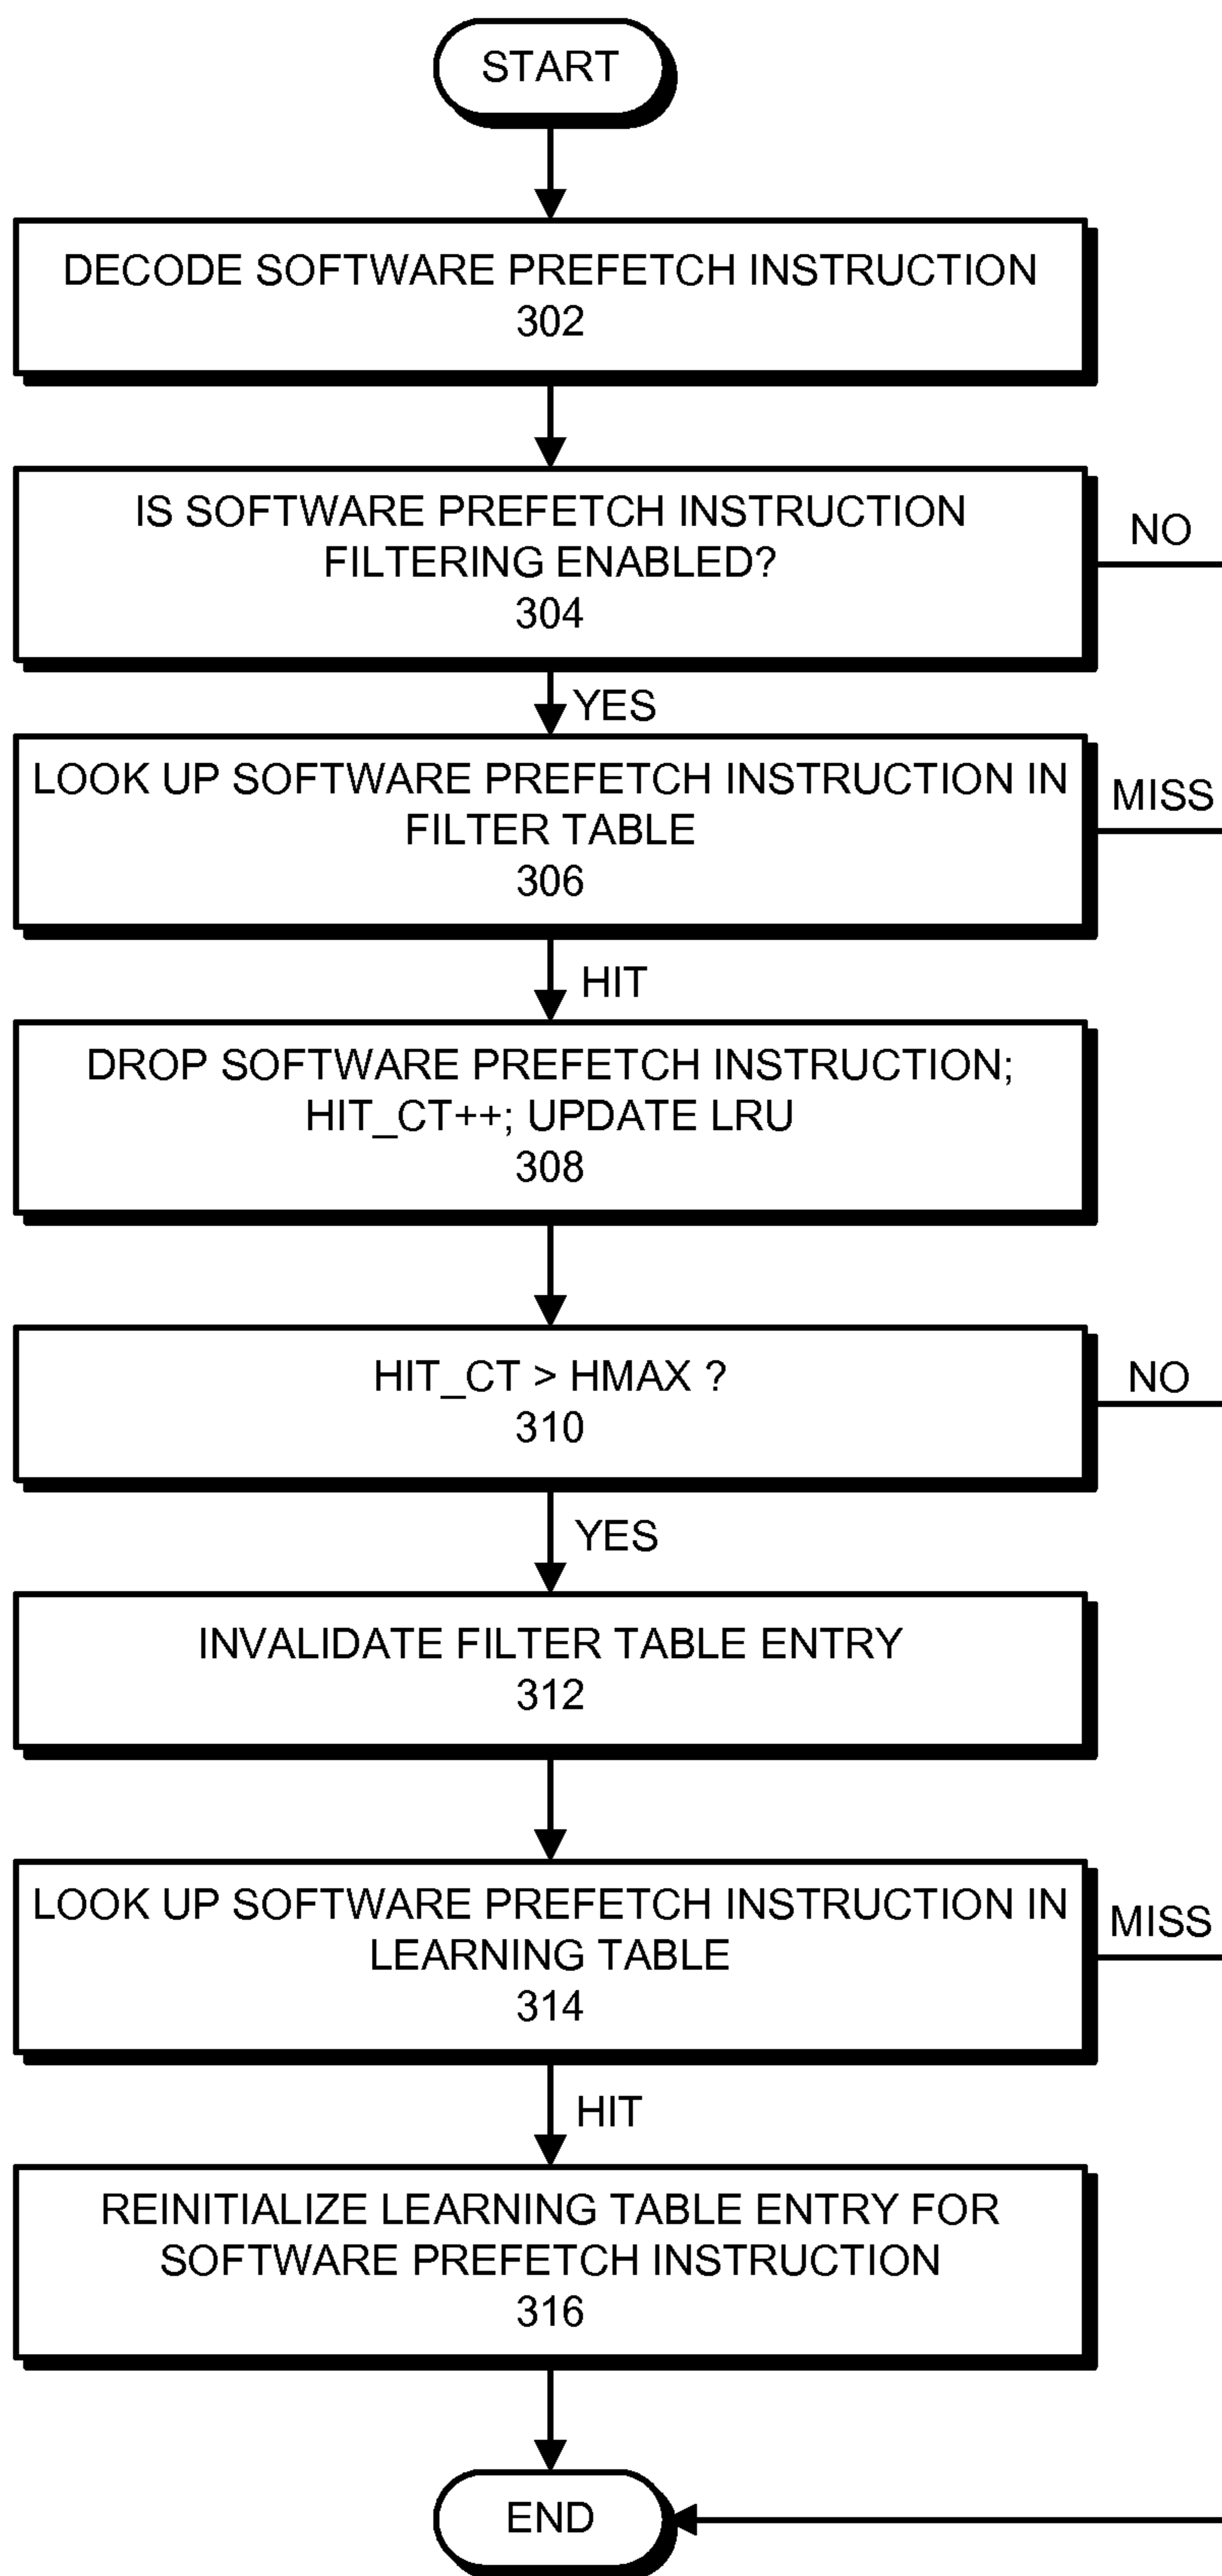 START
DECODE SOFTWARE PREFETCH INSTRUCTION
302
IS SOFTWARE PREFETCH INSTRUCTION
FILTERING ENABLED?
304
NO
YES
LOOK UP SOFTWARE PREFETCH INSTRUCTION IN
FILTER TABLE
306
MISS
HIT
DROP SOFTWARE PREFETCH INSTRUCTION;
HIT_CT++; UPDATE LRU
308
HIT_CT > HMAX ?
310
NO
YES
INVALIDATE FILTER TABLE ENTRY
312
LOOK UP SOFTWARE PREFETCH INSTRUCTION IN
LEARNING TABLE
314
MISS
HIT
REINITIALIZE LEARNING TABLE ENTRY FOR
SOFTWARE PREFETCH INSTRUCTION
316
END